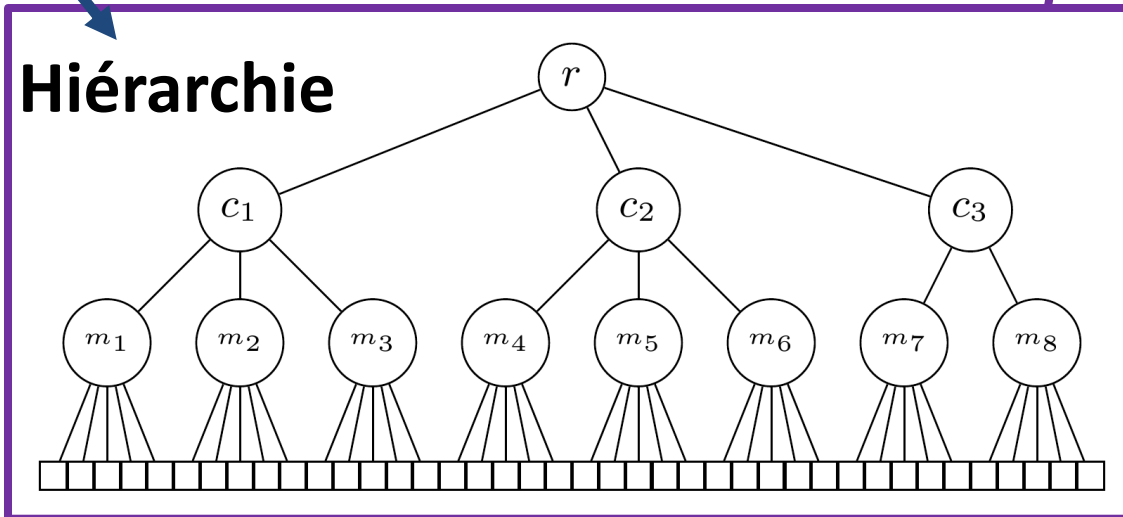 Hiérarchie
r
c₁ c₂ c₃
m₁ m₂ m₃ m₄ m₅ m₆ m₇ m₈